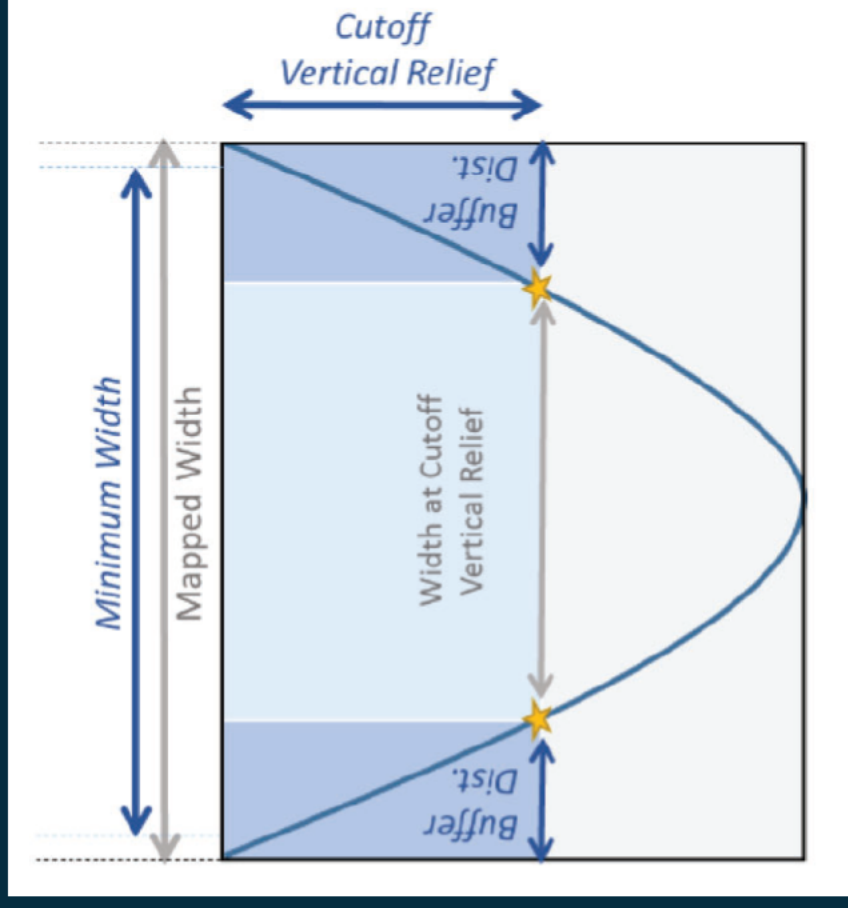 Cutoff
Vertical Relief
Dist.
Buffer
Minimum Width
Mapped Width
Width at Cutoff
Vertical Relief
Dist.
Buffer